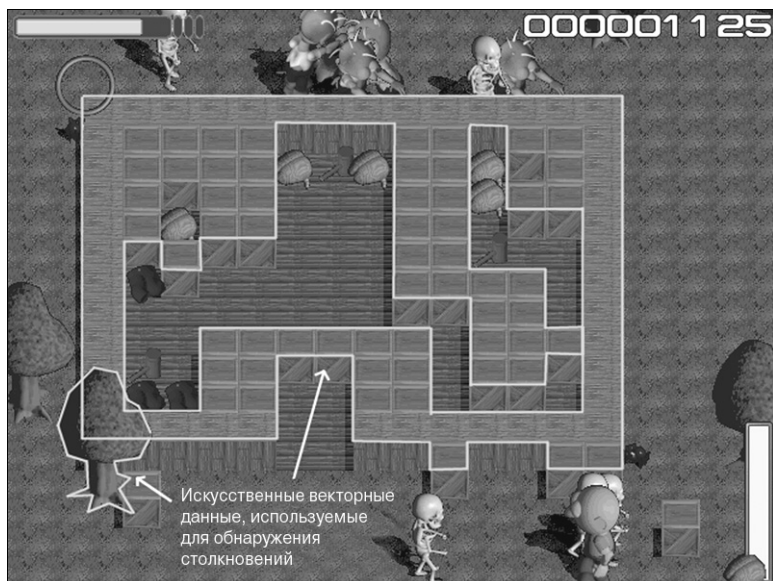 000001125
Искусственные векторные
данные, используемые
для обнаружения
столкновений